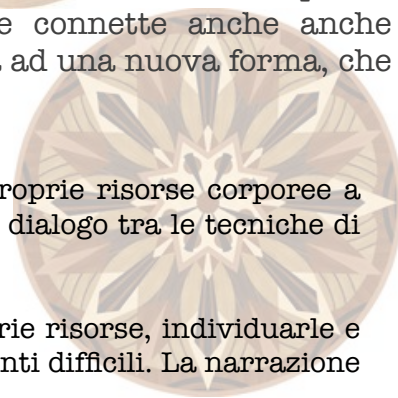 e connette anche anche
ad una nuova forma, che
roprie risorse corporee a
dialogo tra le tecniche di
rie risorse, individuarle e
nti difficili. La narrazione